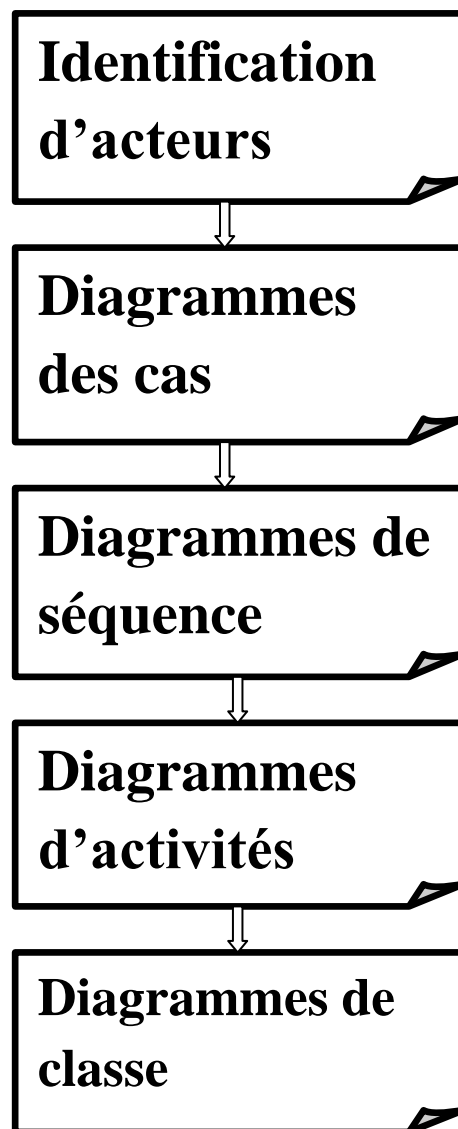 Identification
d’acteurs
Diagrammes
des cas
Diagrammes de
séquence
Diagrammes
d’activités
Diagrammes de
classe